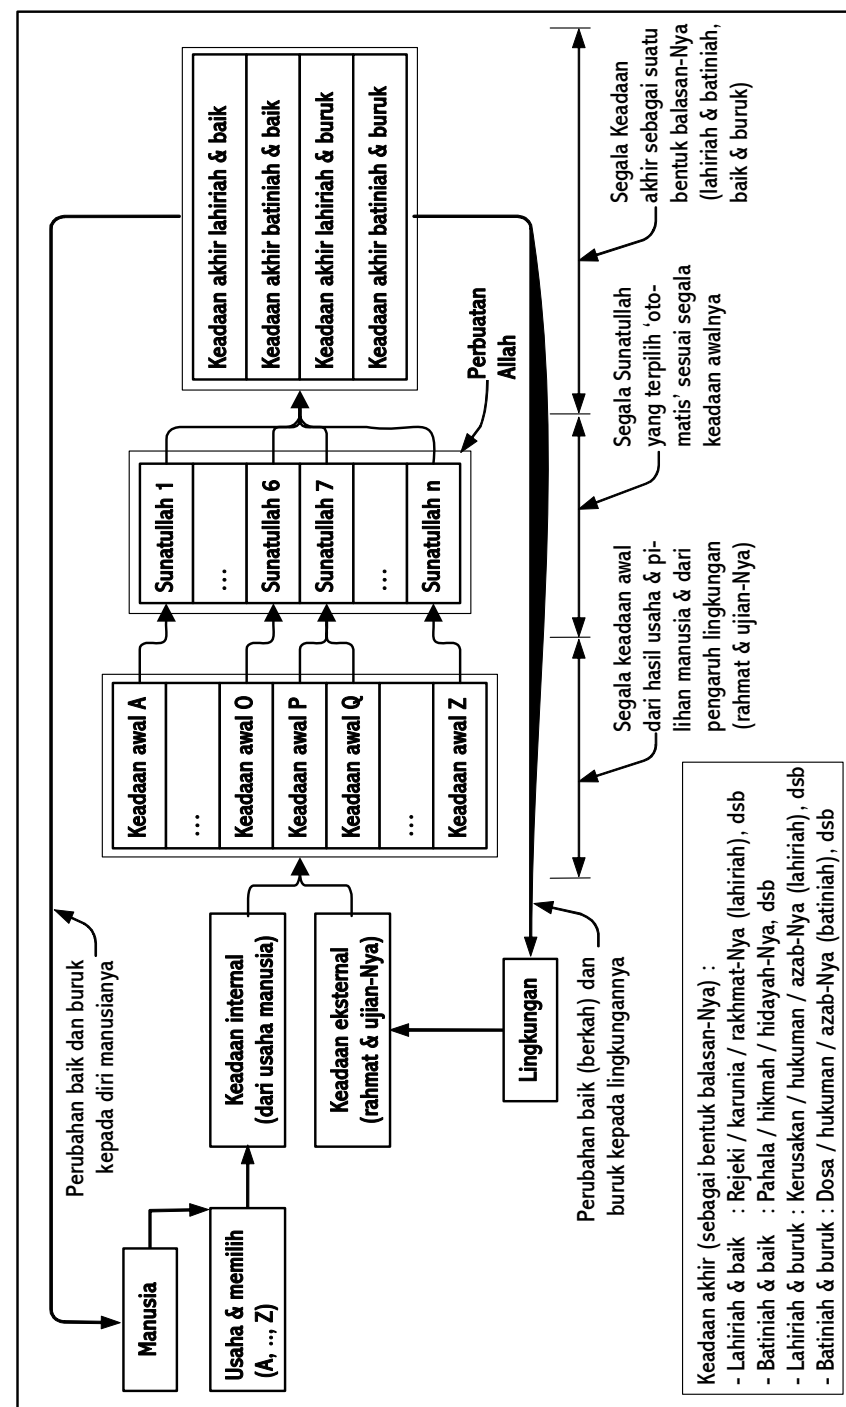 Perubahan baik dan buruk
kepada diri manusianya
Manusia
Usaha & memilih
(A, .., Z)
Keadaan internal
(dari usaha manusia)
Keadaan eksternal
(rahmat & ujian-Nya)
Lingkungan
Perubahan baik (berkah) dan
buruk kepada lingkungannya
Keadaan awal A
...
Keadaan awal O
Keadaan awal P
Keadaan awal Q
...
Keadaan awal Z
Sunatullah 1
...
Sunatullah 6
Sunatullah 7
...
Sunatullah n
Perbuatan
Allah
Keadaan akhir lahiriah & baik
Keadaan akhir batiniah & baik
Keadaan akhir lahiriah & buruk
Keadaan akhir batiniah & buruk
Segala keadaan awal
dari hasil usaha & pi-
lihan manusia & dari
pengaruh lingkungan
(rahmat & ujian-Nya)
Segala Sunatullah
yang terpilih ‘oto-
matis’ sesuai segala
keadaan awalnya
Segala Keadaan
akhir sebagai suatu
bentuk balasan-Nya
(lahiriah & batiniah,
baik & buruk)
Keadaan akhir (sebagai bentuk balasan-Nya) :
- Lahiriah & baik : Rejeki / karunia / rakhmat-Nya (lahiriah), dsb
- Batiniah & baik : Pahala / hikmah / hidayah-Nya, dsb
- Lahiriah & buruk : Kerusakan / hukuman / azab-Nya (lahiriah), dsb
- Batiniah & buruk : Dosa / hukuman / azab-Nya (batiniah), dsb